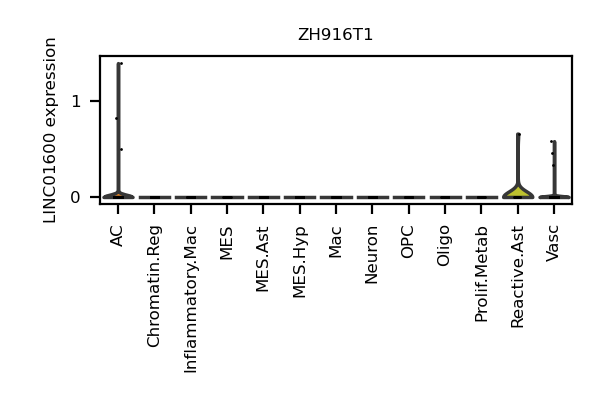 ZH916T1
LINC01600 expression
1
0
AC
Chromatin.Reg
Inflammatory.Mac
MES
MES.Ast
MES.Hyp
Mac
Neuron
OPC
Oligo
Prolif.Metab
Reactive.Ast
Vasc